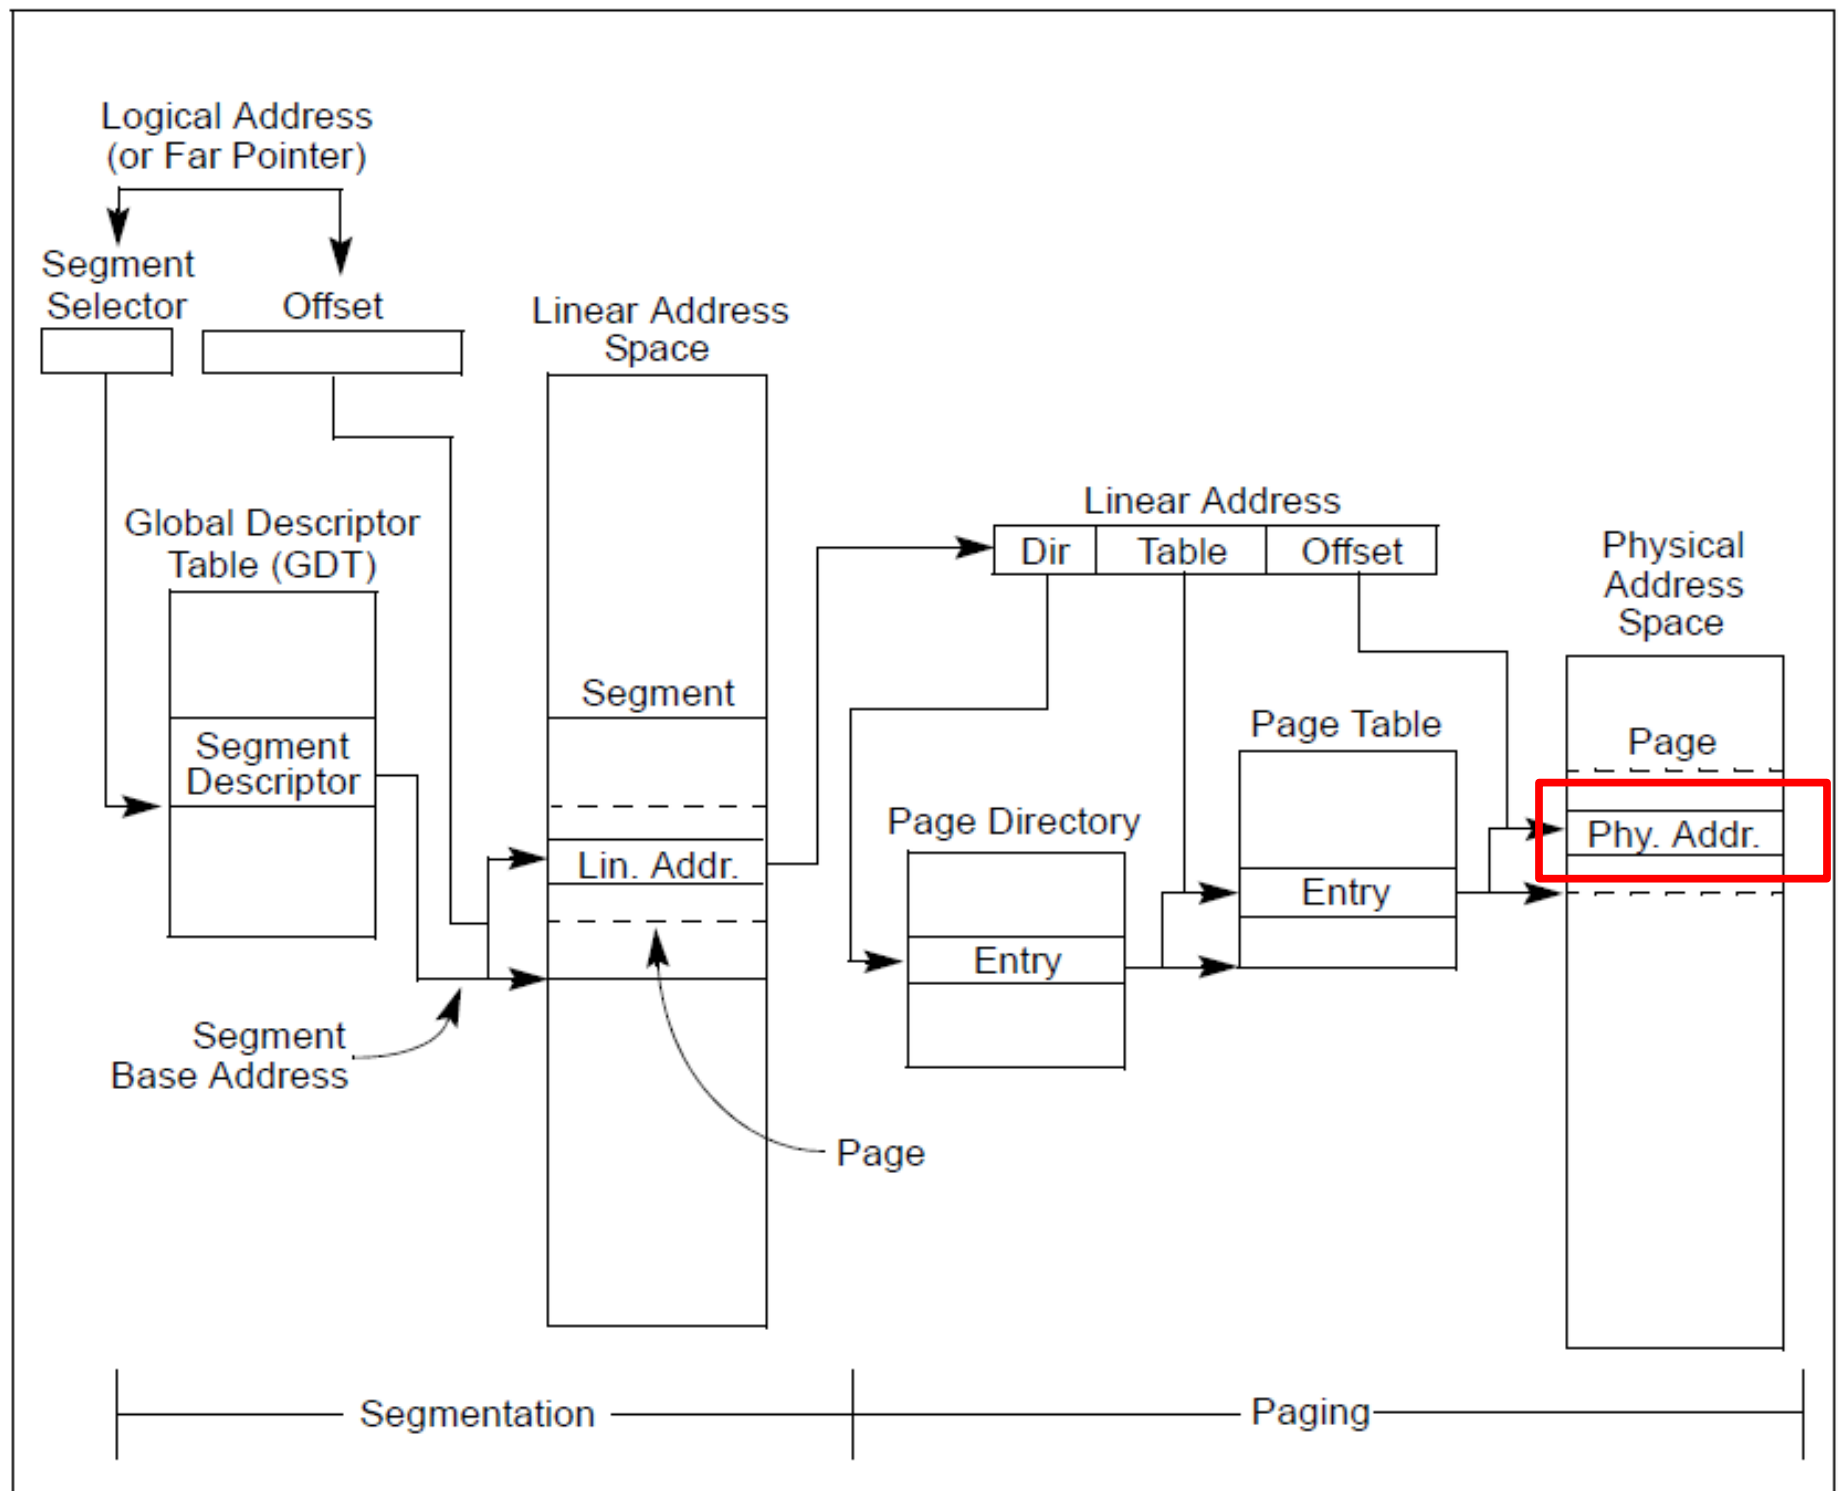 Logical Address
(or Far Pointer)
Segment
Selector
Offset
Linear Address
Space
Global Descriptor
Table (GDT)
Segment
Descriptor
Segment
Lin. Addr.
Segment
Base Address
Page
Linear Address
Dir
Table
Offset
Page Directory
Entry
Page Table
Entry
Physical
Address
Space
Page
Phy. Addr.
Segmentation
Paging